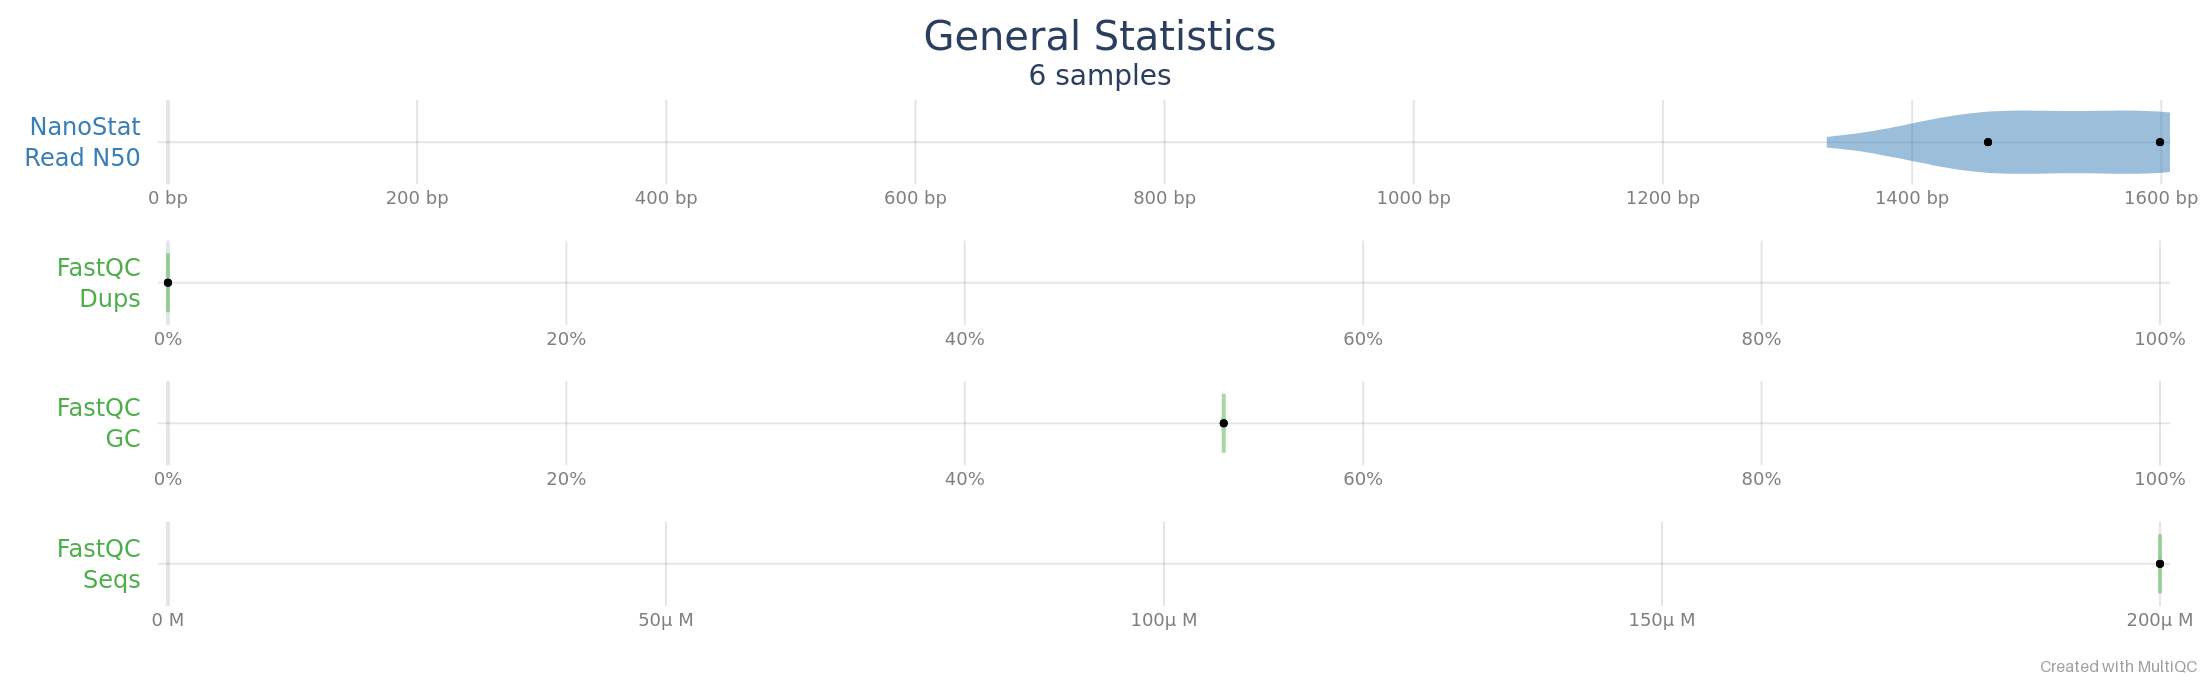 General Statistics
6 samples
NanoStat
Read N50
0 bp 200 bp 400 bp 600 bp 800 bp 1000 bp 1200 bp 1400 bp 1600 bp
FastQC
Dups
0% 20% 40% 60% 80% 100%
FastQC
GC
0% 20% 40% 60% 80% 100%
FastQC
Seqs
0 M 50μ M 100μ M 150μ M 200μ M
Created with MultiQC